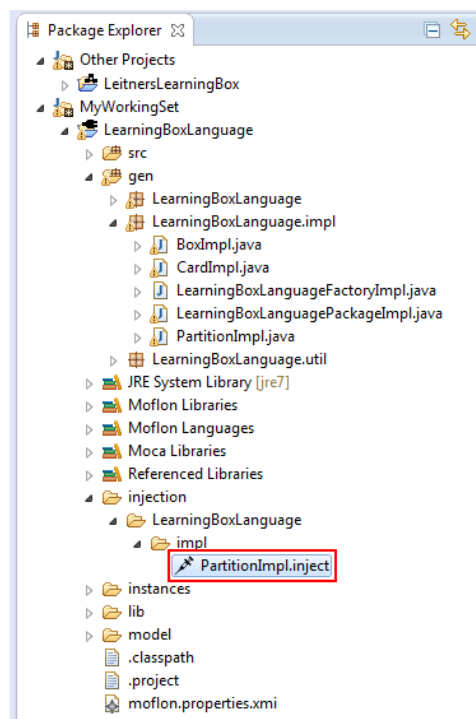 Package Explorer
Other Projects
LeitnersLearningBox
MyWorkingSet
LearningBoxLanguage
src
gen
LearningBoxLanguage
LearningBoxLanguage.impl
BoxImpl.java
CardImpl.java
LearningBoxLanguageFactoryImpl.java
LearningBoxLanguagePackageImpl.java
PartitionImpl.java
LearningBoxLanguage.util
JRE System Library [jre7]
Moflon Libraries
Moflon Languages
Moca Libraries
Referenced Libraries
injection
LearningBoxLanguage
impl
PartitionImpl.inject
instances
lib
model
.classpath
.project
moflon.properties.xmi